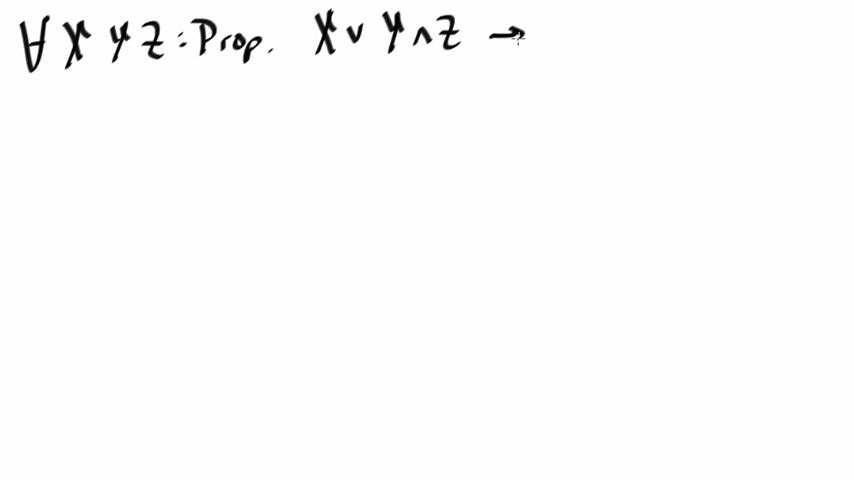 ∀ X Y Z : Prop. X ∨ Y ∧ Z →